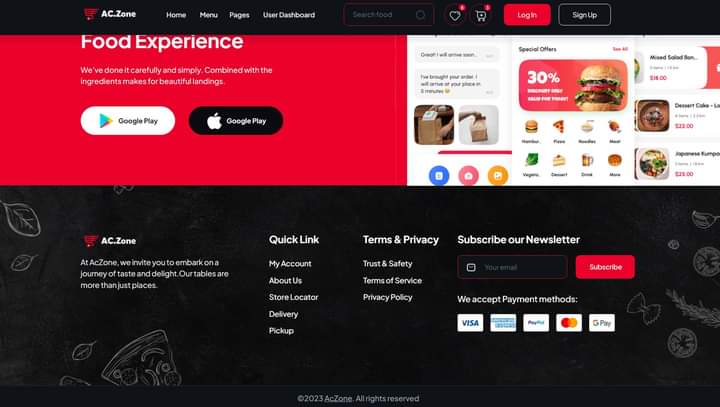 AC.Zone
Home
Menu
Pages
User Dashboard
Search food
Log In
Sign Up
Food Experience
We've done it carefully and simply. Combined with the
ingredients makes for beautiful landings.
Google Play
Google Play
Great! I will arrive soon..
I've brought your order, I
will arrive at your place in
5 minutes
Special Offers
See All
30%
DISCOUNT ONLY
VALID FOR TODAY!
Hambur..
Pizza
Noodles
Meat
Vegeta..
Dessert
Drink
More
Mixed Salad Bon...
$18.00
Dessert Cake - Lo
$23.00
Japanese Kumpa
$25.00
AC.Zone
At AcZone, we invite you to embark on a
journey of taste and delight.Our tables are
more than just places.
Quick Link
My Account
About Us
Store Locator
Delivery
Pickup
Terms & Privacy
Trust & Safety
Terms of Service
Privacy Policy
Subscribe our Newsletter
Your email
Subscribe
We accept Payment methods:
VISA
AMERICAN EXPRESS
PayPal
mastercard
G Pay
©2023 AcZone. All rights reserved